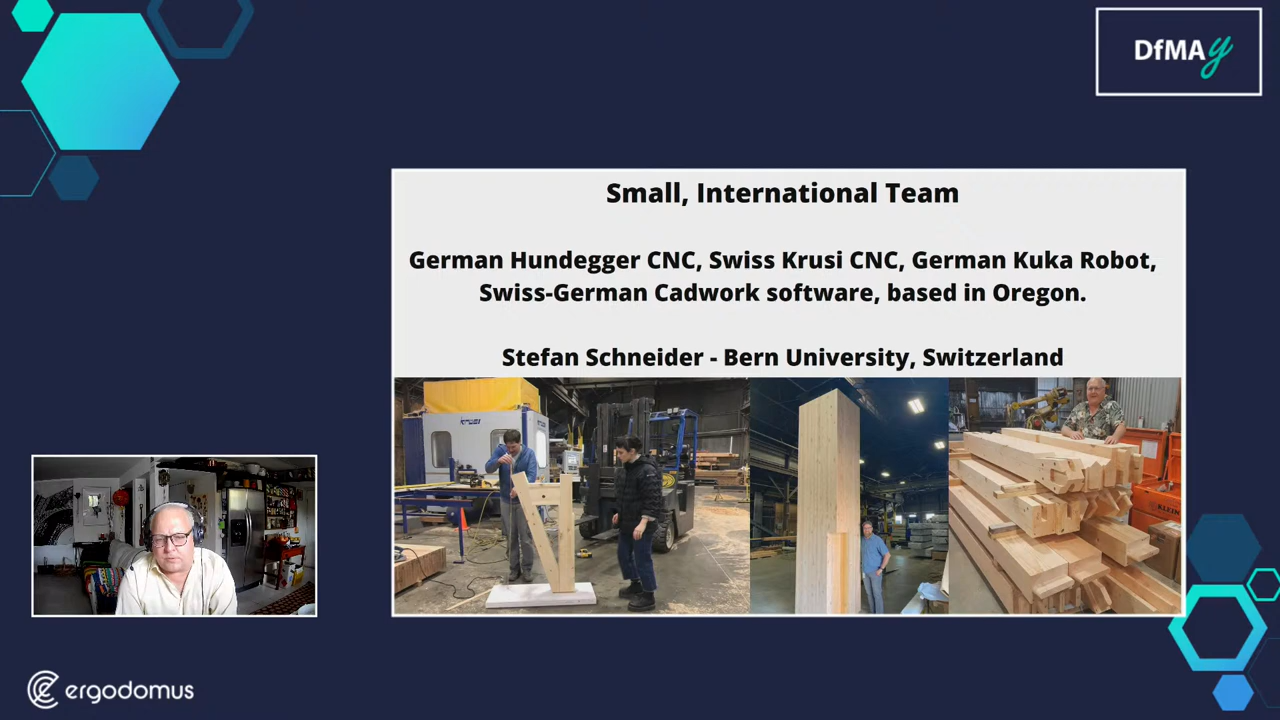 DfMAy
Small, International Team
German Hundegger CNC, Swiss Krusi CNC, German Kuka Robot,
Swiss-German Cadwork software, based in Oregon.
Stefan Schneider - Bern University, Switzerland
ergodomus